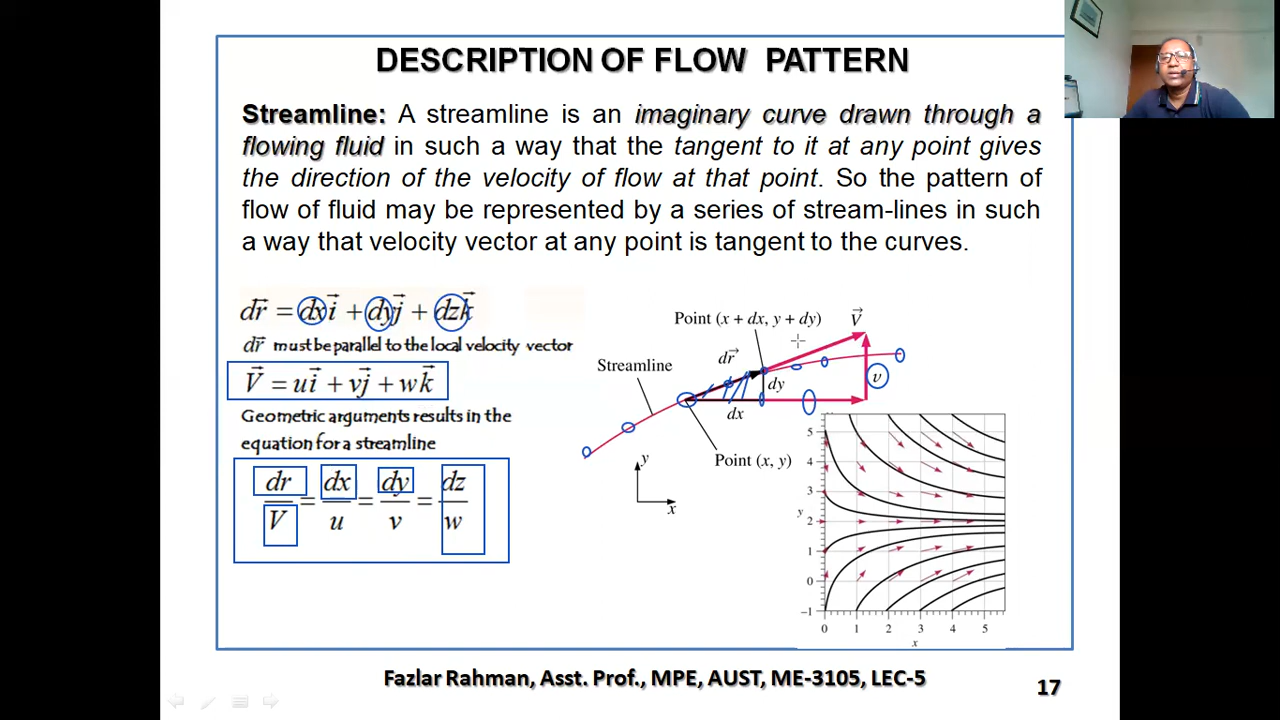 DESCRIPTION OF FLOW PATTERN
Streamline: A streamline is an imaginary curve drawn through a
flowing fluid in such a way that the tangent to it at any point gives
the direction of the velocity of flow at that point. So the pattern of
flow of fluid may be represented by a series of stream-lines in such
a way that velocity vector at any point is tangent to the curves.
dr⃗ = dxi⃗ + dyj⃗ + dzk⃗
dr⃗ must be parallel to the local velocity vector
V⃗ = ui⃗ + vj⃗ + wk⃗
Geometric arguments results in the
equation for a streamline
dr/V = dx/u = dy/v = dz/w
Point (x + dx, y + dy)
V⃗
dr⃗
Streamline
dy
v
dx
Point (x, y)
y
x
5
4
3
y
2
1
0
−1
0 1 2 3 4 5
x
Fazlar Rahman, Asst. Prof., MPE, AUST, ME-3105, LEC-5
17